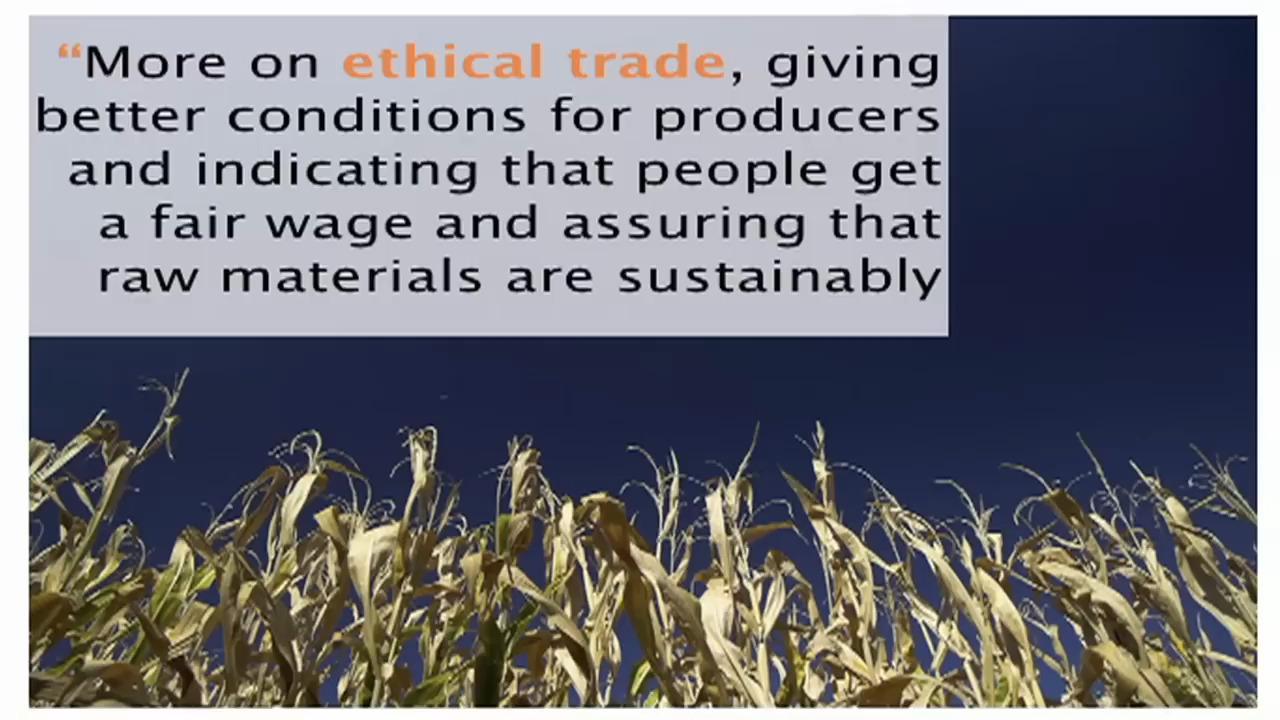 “More on ethical trade, giving
better conditions for producers
and indicating that people get
a fair wage and assuring that
raw materials are sustainably